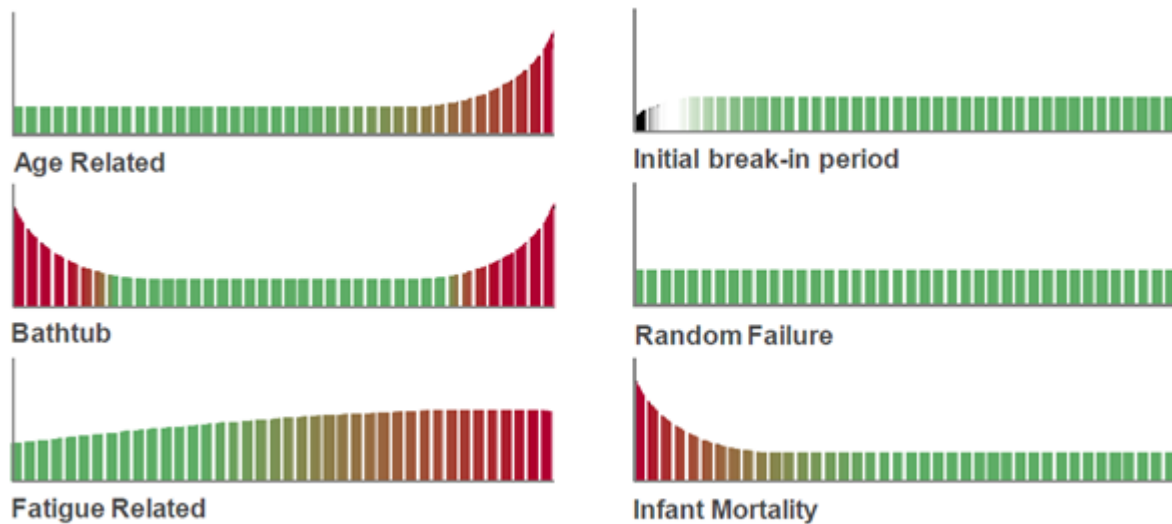 Age Related
Initial break-in period
Bathtub
Random Failure
Fatigue Related
Infant Mortality